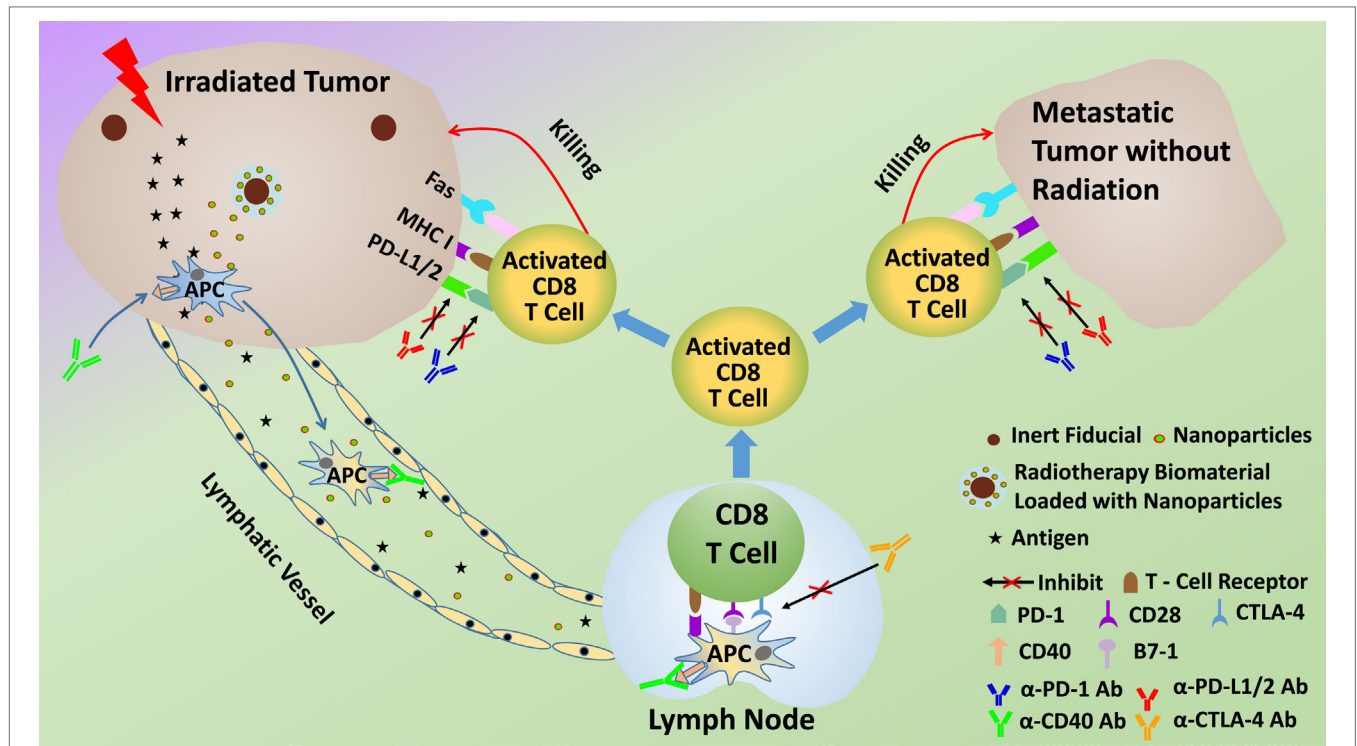 Irradiated Tumor
Killing
Fas
MHC I
PD-L1/2
APC
Activated
CD8
T Cell
Metastatic
Tumor without
Radiation
Killing
Activated
CD8
T Cell
Activated
CD8
T Cell
APC
Lymphatic Vessel
CD8
T Cell
APC
Lymph Node
Inert Fiducial
Nanoparticles
Radiotherapy Biomaterial
Loaded with Nanoparticles
Antigen
Inhibit
T - Cell Receptor
PD-1
CD28
CTLA-4
CD40
B7-1
α-PD-1 Ab
α-PD-L1/2 Ab
α-CD40 Ab
α-CTLA-4 Ab